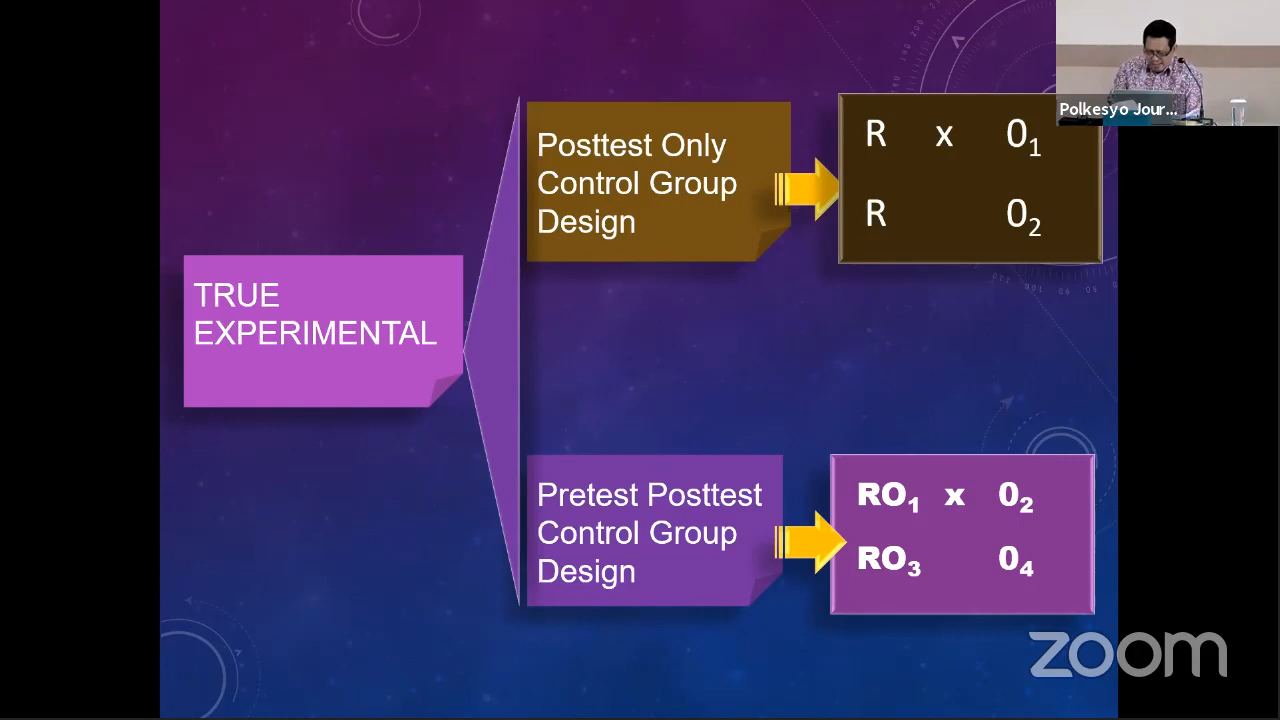 Polkesyo Jour...
Posttest Only
Control Group
Design
R x 0₁
R 0₂
TRUE
EXPERIMENTAL
Pretest Posttest
Control Group
Design
RO₁ x 0₂
RO₃ 0₄
zoom